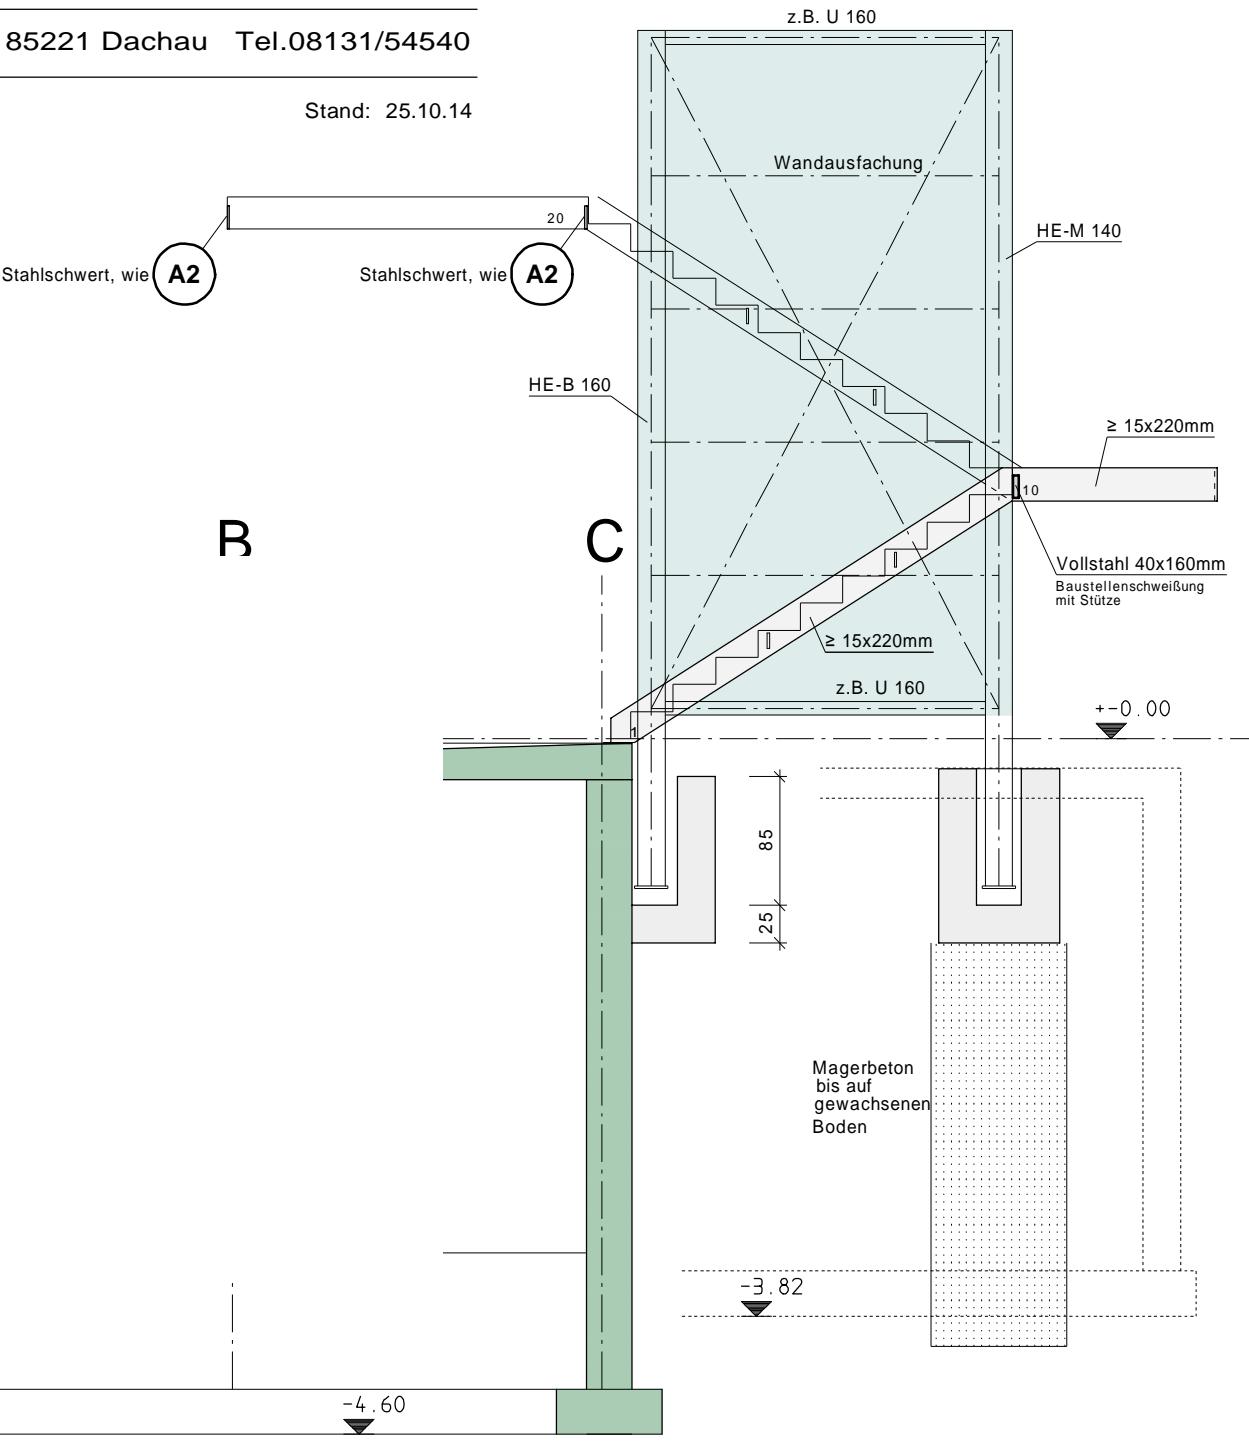 z.B. U 160
85221 Dachau Tel.08131/54540
Stand: 25.10.14
Wandausfachung
20
HE-M 140
Stahlschwert, wie A2
Stahlschwert, wie A2
HE-B 160
≥ 15x220mm
10
B
C
Vollstahl 40x160mm
Baustellenschweißung
mit Stütze
≥ 15x220mm
z.B. U 160
+-0.00
1
85
25
Magerbeton
bis auf
gewachsenen
Boden
-3.82
-4.60